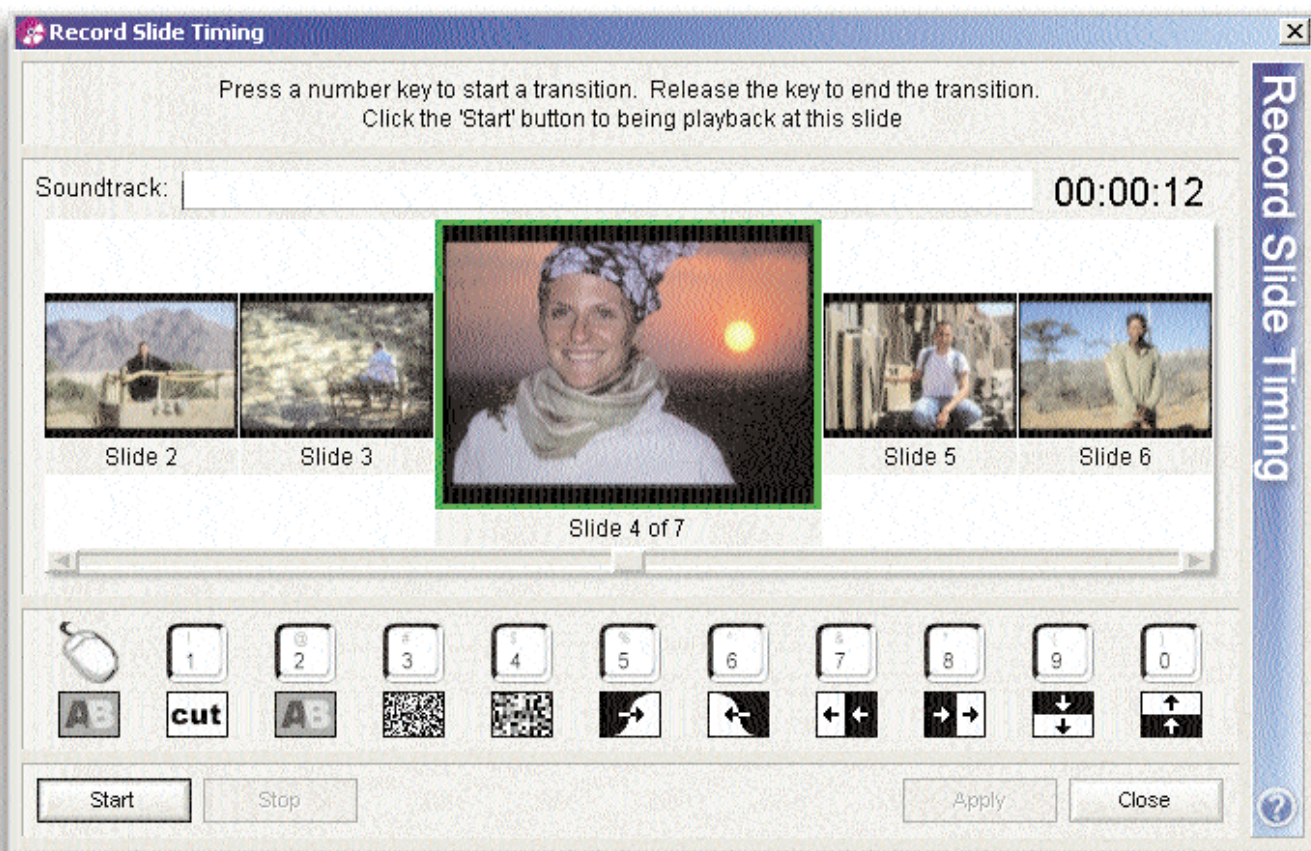 Record Slide Timing
Press a number key to start a transition. Release the key to end the transition.
Click the 'Start' button to being playback at this slide
Soundtrack:
00:00:12
Slide 2
Slide 3
Slide 4 of 7
Slide 5
Slide 6
! @ # $ % ^ & * ( )
1 2 3 4 5 6 7 8 9 0
AB cut AB
Start Stop Apply Close
Record Slide Timing
?